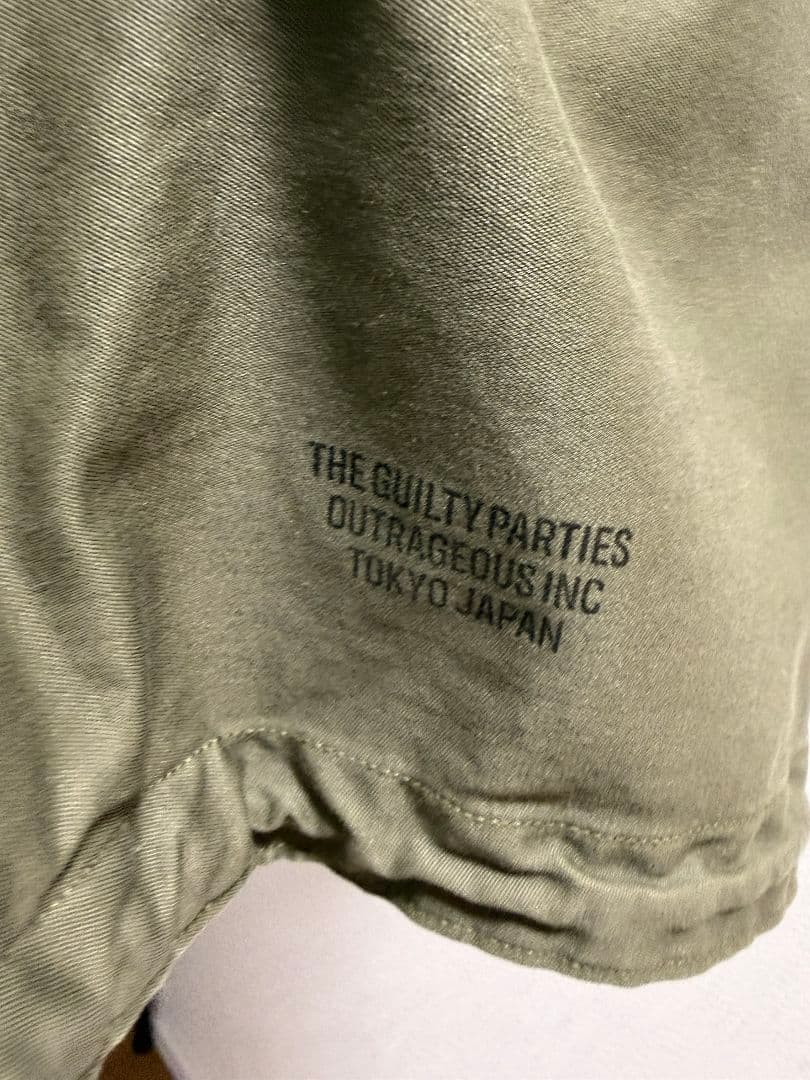 THE GUILTY PARTIES
OUTRAGEOUS INC
TOKYO JAPAN